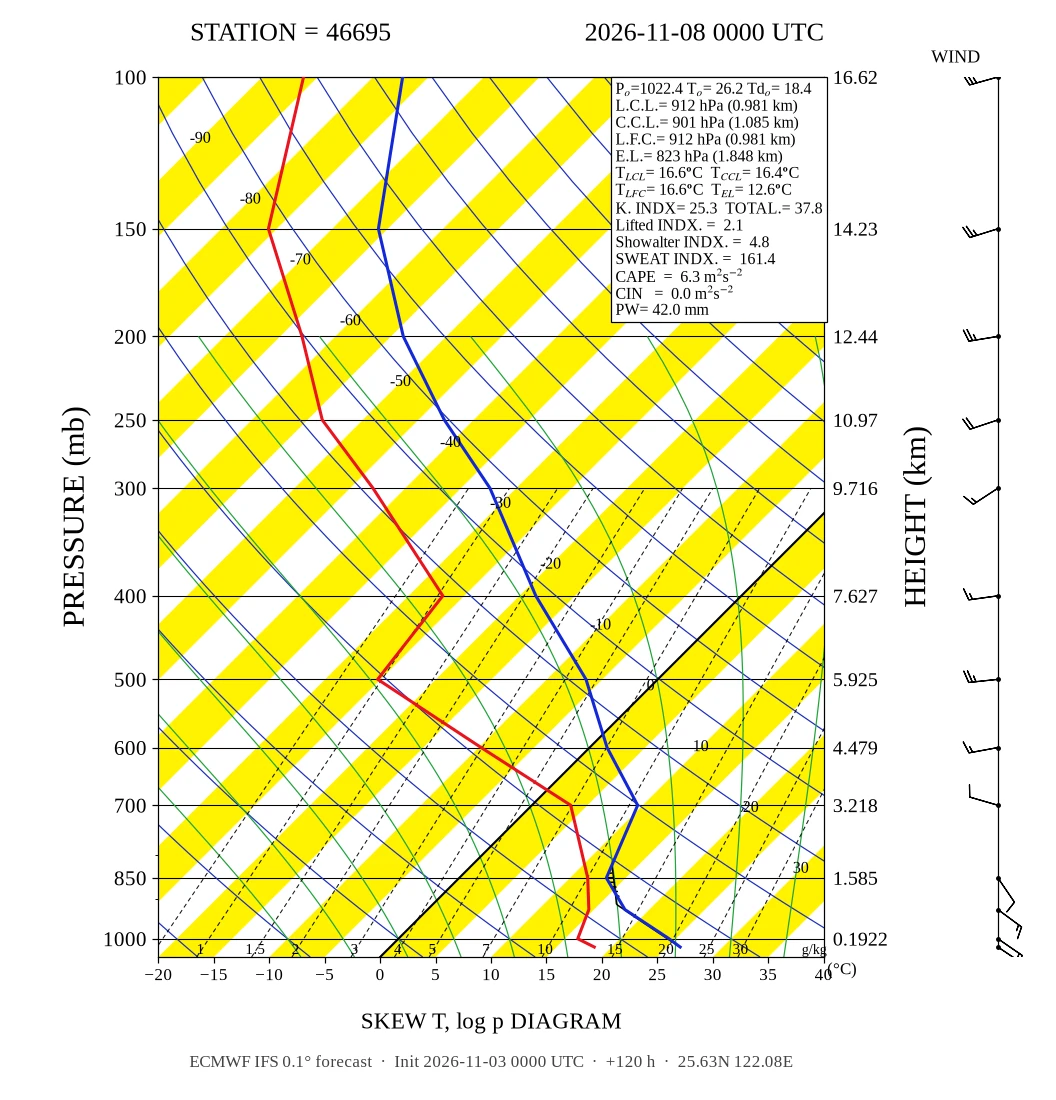 STATION = 46695
2026-11-08 0000 UTC
WIND
100
150
200
250
300
400
500
600
700
850
1000
PRESSURE (mb)
-90
-80
-70
-60
-50
-40
-30
-20
-10
0
10
20
30
Pₒ=1022.4 Tₒ= 26.2 Tdₒ= 18.4
L.C.L.= 912 hPa (0.981 km)
C.C.L.= 901 hPa (1.085 km)
L.F.C.= 912 hPa (0.981 km)
E.L.= 823 hPa (1.848 km)
T_LCL= 16.6°C T_CCL= 16.4°C
T_LFC= 16.6°C T_EL= 12.6°C
K. INDX= 25.3 TOTAL.= 37.8
Lifted INDX. = 2.1
Showalter INDX. = 4.8
SWEAT INDX. = 161.4
CAPE = 6.3 m²s⁻²
CIN = 0.0 m²s⁻²
PW= 42.0 mm
16.62
14.23
12.44
10.97
9.716
7.627
5.925
4.479
3.218
1.585
0.1922
HEIGHT (km)
1 1.5 2 3 4 5 7 10 15 20 25 30 g/kg
−20 −15 −10 −5 0 5 10 15 20 25 30 35 40 (°C)
SKEW T, log p DIAGRAM
ECMWF IFS 0.1° forecast · Init 2026-11-03 0000 UTC · +120 h · 25.63N 122.08E